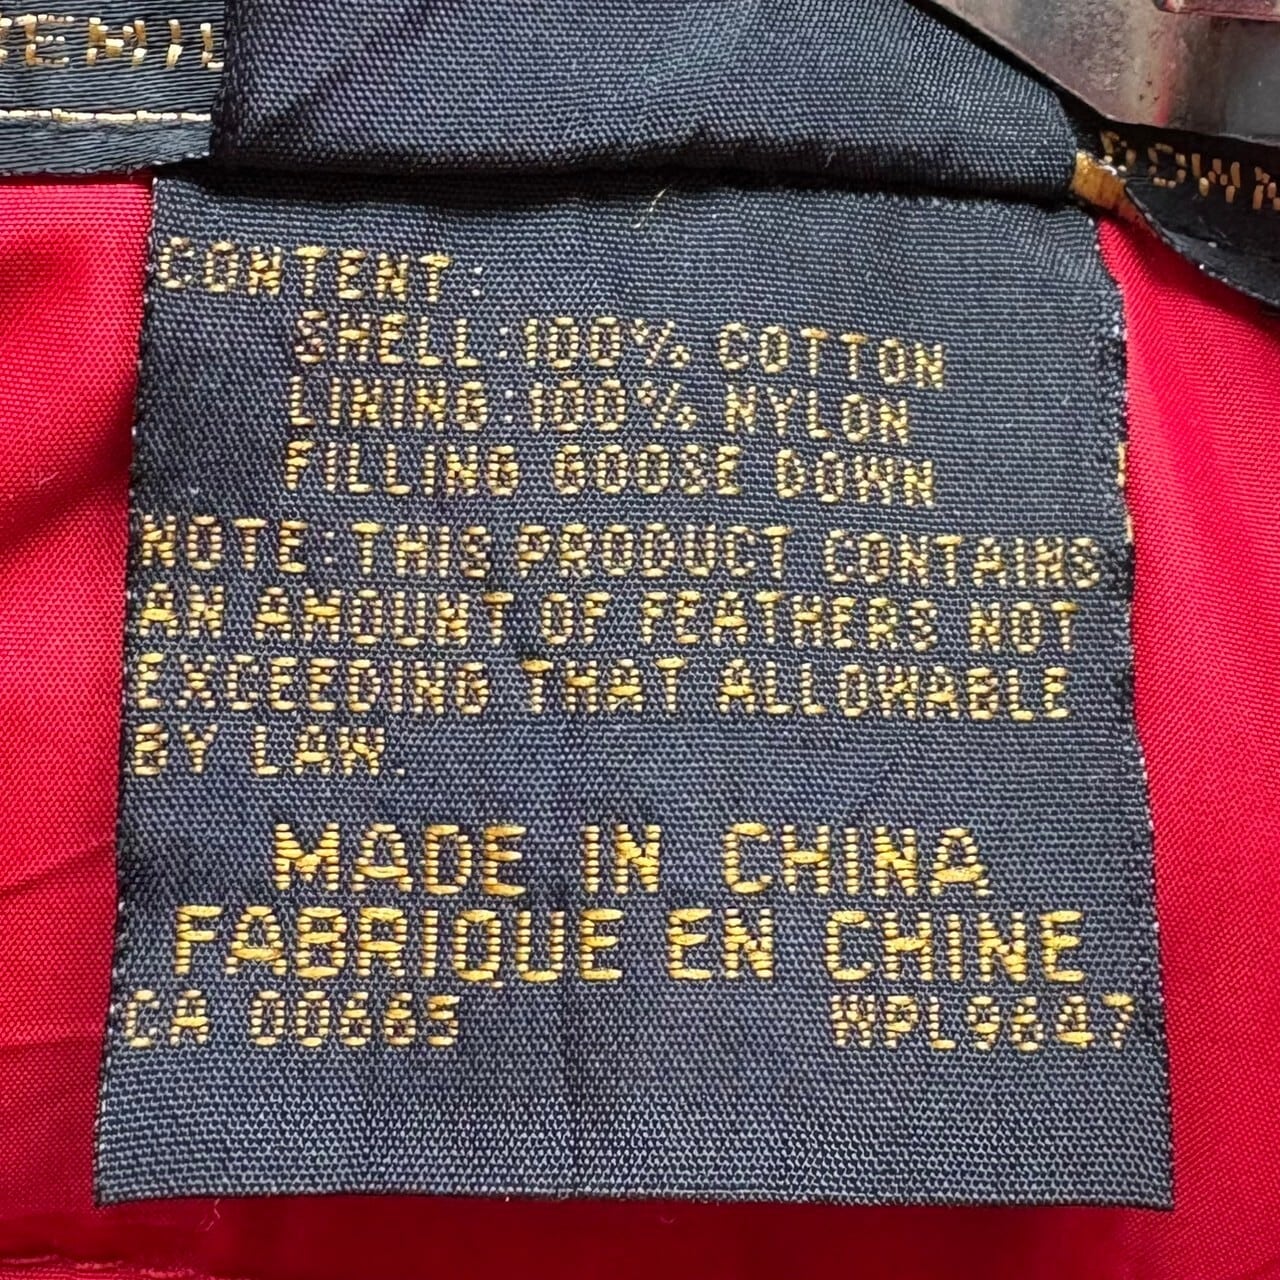 CONTENT:
SHELL:100% COTTON
LINING:100% NYLON
FILLING GOOSE DOWN
NOTE:THIS PRODUCT CONTAINS
AN AMOUNT OF FEATHERS NOT
EXCEEDING THAT ALLOWABLE
BY LAW.
MADE IN CHINA
FABRIQUE EN CHINE
CA 00665 WPL9647
DOWN